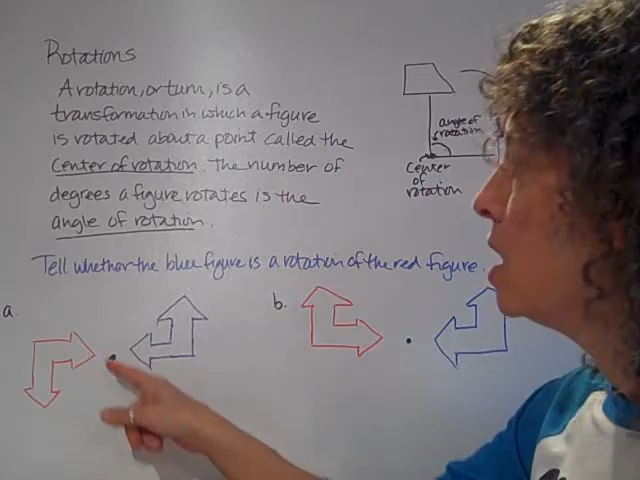 Rotations
A rotation, or turn, is a
transformation in which a figure
is rotated about a point called the
center of rotation. The number of
degrees a figure rotates is the
angle of rotation.
angle of
rotation
center
of
rotation
Tell whether the blue figure is a rotation of the red figure.
a.
b.